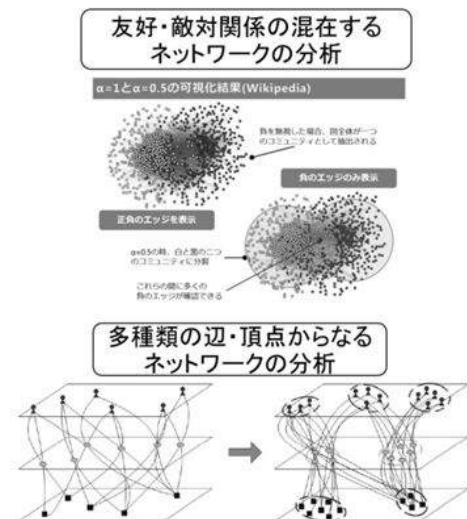 友好・敵対関係の混在する
ネットワークの分析
α=1とα=0.5の可視化結果(Wikipedia)
負を無視した場合、図全体が一つ
のコミュニティとして抽出される
負のエッジのみ表示
正負のエッジを表示
α=0.5の時、白と黒の二つ
のコミュニティに分裂
これらの間に多くの
負のエッジが確認できる
多種類の辺・頂点からなる
ネットワークの分析